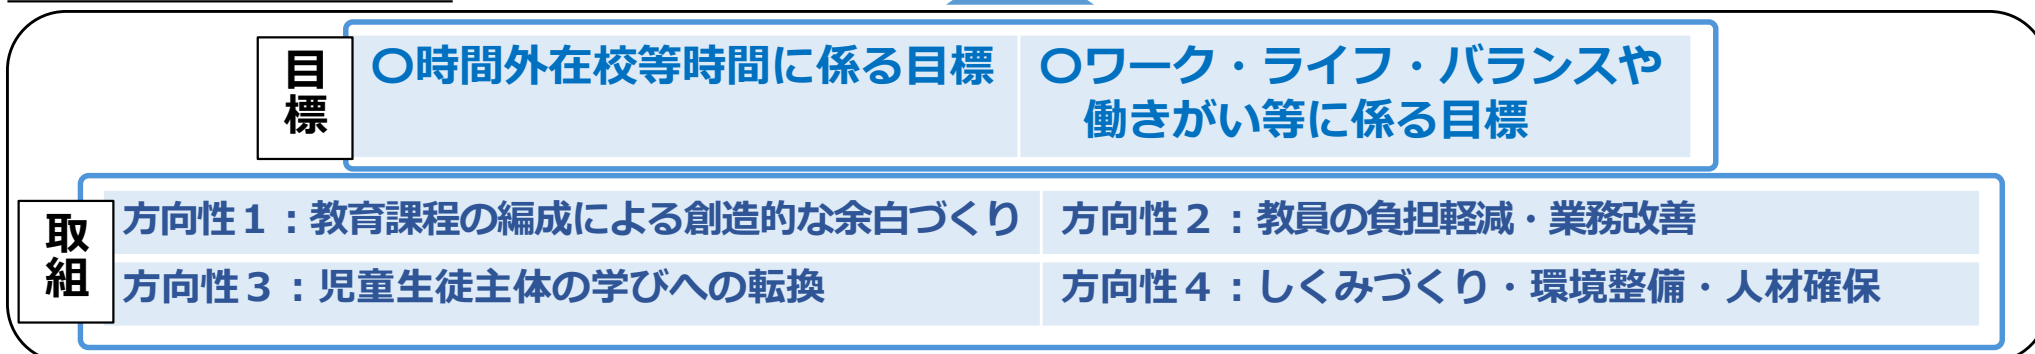 目標
〇時間外在校等時間に係る目標
〇ワーク・ライフ・バランスや
働きがい等に係る目標
取組
方向性１：教育課程の編成による創造的な余白づくり
方向性２：教員の負担軽減・業務改善
方向性３：児童生徒主体の学びへの転換
方向性４：しくみづくり・環境整備・人材確保